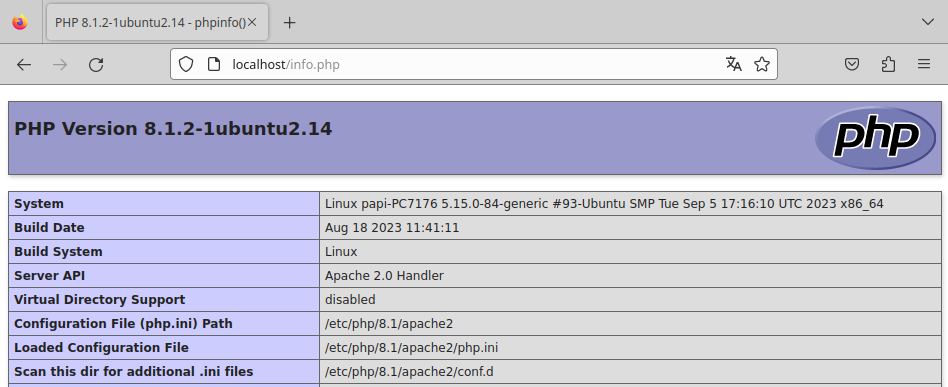 PHP 8.1.2-1ubuntu2.14 - phpinfo()
localhost/info.php
PHP Version 8.1.2-1ubuntu2.14
php
System Linux papi-PC7176 5.15.0-84-generic #93-Ubuntu SMP Tue Sep 5 17:16:10 UTC 2023 x86_64
Build Date Aug 18 2023 11:41:11
Build System Linux
Server API Apache 2.0 Handler
Virtual Directory Support disabled
Configuration File (php.ini) Path /etc/php/8.1/apache2
Loaded Configuration File /etc/php/8.1/apache2/php.ini
Scan this dir for additional .ini files /etc/php/8.1/apache2/conf.d